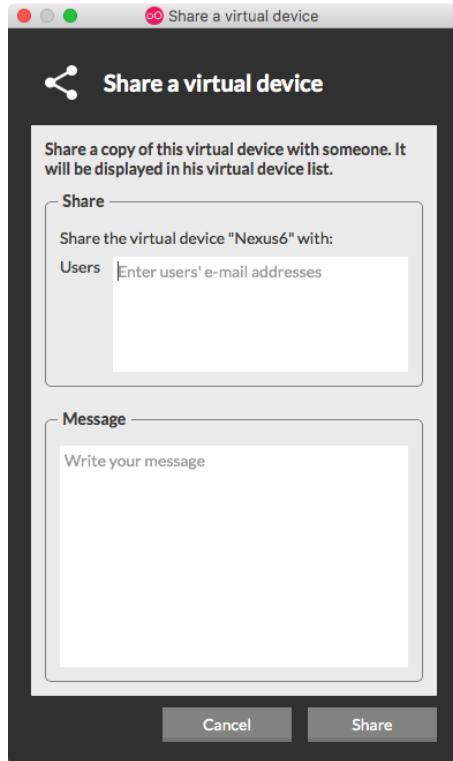 Share a virtual device
Share a virtual device
Share a copy of this virtual device with someone. It
will be displayed in his virtual device list.
Share
Share the virtual device "Nexus6" with:
Users
Enter users' e-mail addresses
Message
Write your message
Cancel
Share